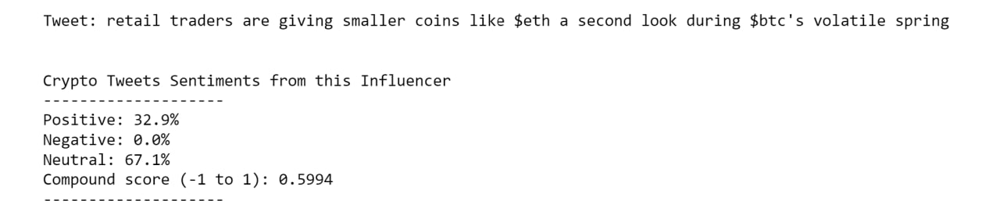 Tweet: retail traders are giving smaller coins like $eth a second look during $btc's volatile spring
Crypto Tweets Sentiments from this Influencer
--------------------
Positive: 32.9%
Negative: 0.0%
Neutral: 67.1%
Compound score (-1 to 1): 0.5994
--------------------